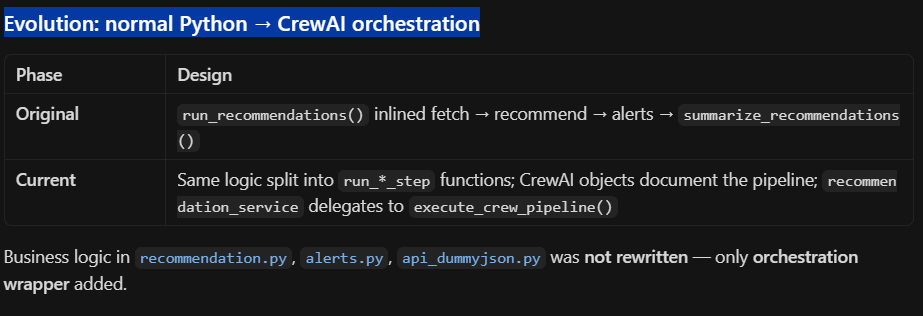 Evolution: normal Python → CrewAI orchestration
Phase Design
Original run_recommendations() inlined fetch → recommend → alerts → summarize_recommendations
()
Current Same logic split into run_*_step functions; CrewAI objects document the pipeline; recommen
dation_service delegates to execute_crew_pipeline()
Business logic in recommendation.py, alerts.py, api_dummyjson.py was not rewritten — only orchestration
wrapper added.